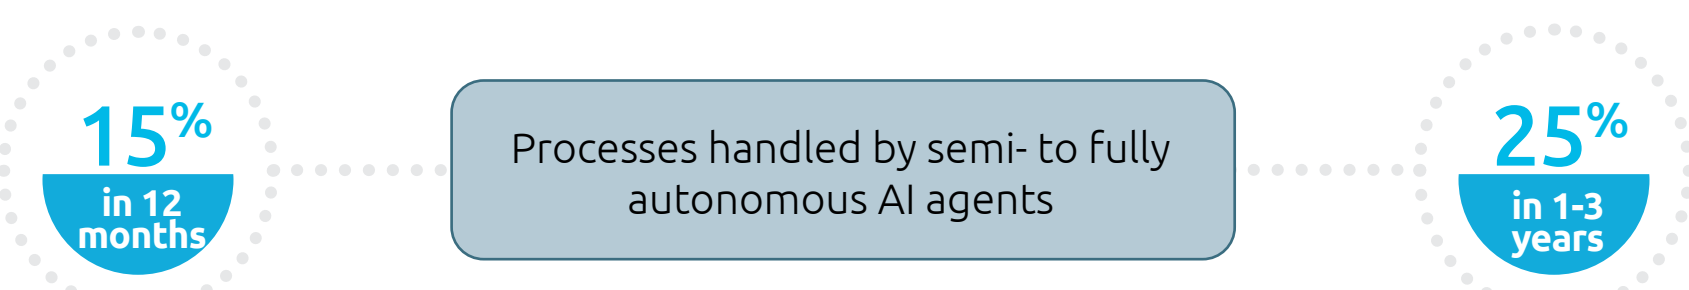 15%
in 12
months
Processes handled by semi- to fully
autonomous AI agents
25%
in 1-3
years